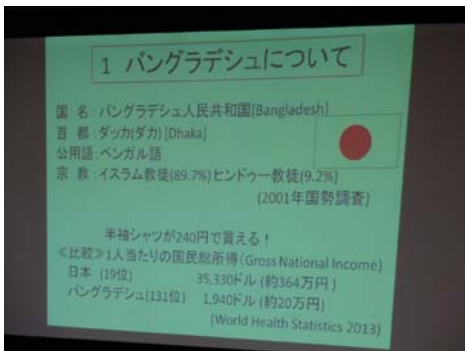 1 バングラデシュについて
国 名:バングラデシュ人民共和国[Bangladesh]
首 都:ダッカ(ダカ) [Dhaka]
公用語:ベンガル語
宗 教:イスラム教徒(89.7%)ヒンドゥー教徒(9.2%)
(2001年国勢調査)
半袖シャツが240円で買える!
≪比較≫1人当たりの国民総所得(Gross National Income)
日本 (19位) 35,330ドル (約364万円)
バングラデシュ(131位) 1,940ドル (約20万円)
(World Health Statistics 2013)